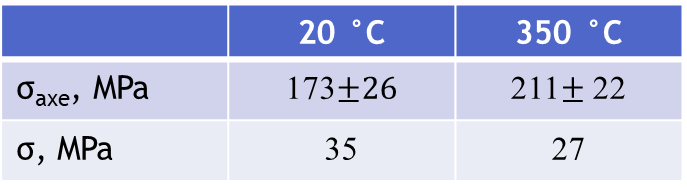 20 °C 350 °C
σaxe, MPa 173±26 211± 22
σ, MPa 35 27